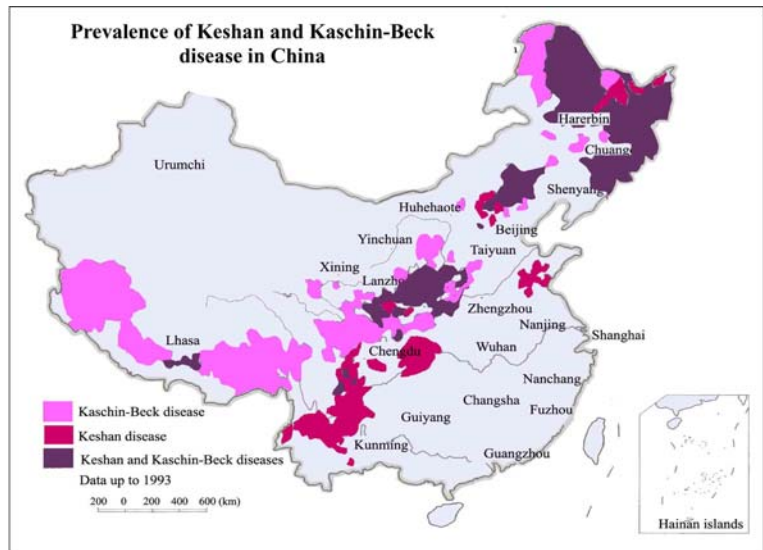 Prevalence of Keshan and Kaschin-Beck
disease in China
1
Harerbin
Urumchi
Chuang
Shenyang
Huhehaote
Beijing
Yinchuan
Taiyuan
Xining
Lanzho
Zhengzhou
Nanjing
Lhasa
Shanghai
Chengdu
Wuhan
Nanchang
Kaschin-Beck disease
Changsha
Guiyang
Fuzhou
Keshan disease
Kunming
Keshan and Kaschin-Beck diseases
Guangzhou
Data up to 1993
200 0 200 400 600 (km)
Hainan islands